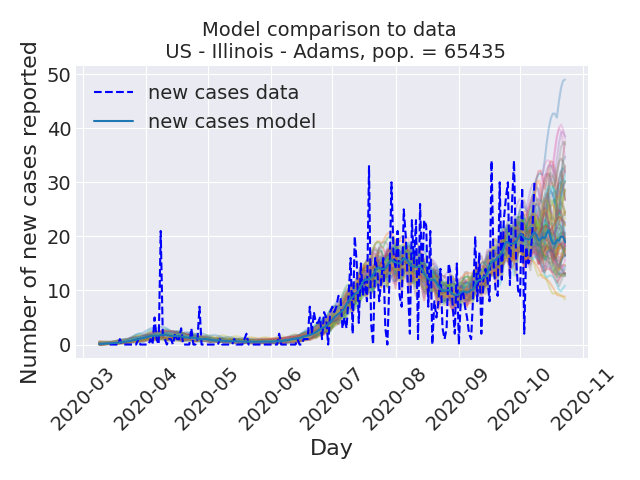 Model comparison to data
US - Illinois - Adams, pop. = 65435
Number of new cases reported
50
40
30
20
10
0
new cases data
new cases model
2020-03
2020-04
2020-05
2020-06
2020-07
2020-08
2020-09
2020-10
2020-11
Day